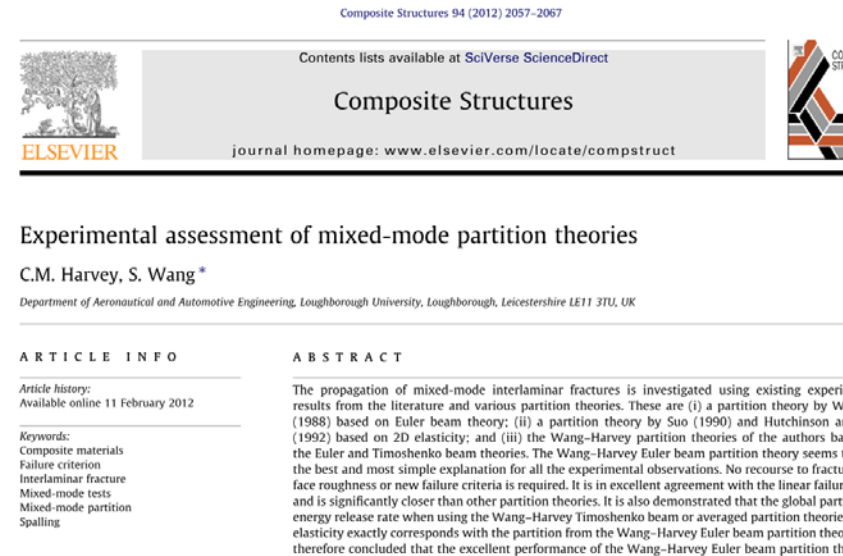 Composite Structures 94 (2012) 2057–2067
Contents lists available at SciVerse ScienceDirect
Composite Structures
journal homepage: www.elsevier.com/locate/compstruct
ELSEVIER
Experimental assessment of mixed-mode partition theories
C.M. Harvey, S. Wang *
Department of Aeronautical and Automotive Engineering, Loughborough University, Loughborough, Leicestershire LE11 3TU, UK
ARTICLE INFO
Article history:
Available online 11 February 2012
Keywords:
Composite materials
Failure criterion
Interlaminar fracture
Mixed-mode tests
Mixed-mode partition
Spalling
ABSTRACT
The propagation of mixed-mode interlaminar fractures is investigated using existing
results from the literature and various partition theories. These are (i) a partition theory by
(1988) based on Euler beam theory; (ii) a partition theory by Suo (1990) and Hutchinson
(1992) based on 2D elasticity; and (iii) the Wang–Harvey partition theories of the authors
the Euler and Timoshenko beam theories. The Wang–Harvey Euler beam partition theory seems
the best and most simple explanation for all the experimental observations. No recourse to
face roughness or new failure criteria is required. It is in excellent agreement with the linear
and is significantly closer than other partition theories. It is also demonstrated that the global
energy release rate when using the Wang–Harvey Timoshenko beam or averaged partition
elasticity exactly corresponds with the partition from the Wang–Harvey Euler beam partition
therefore concluded that the excellent performance of the Wang–Harvey Euler beam partition